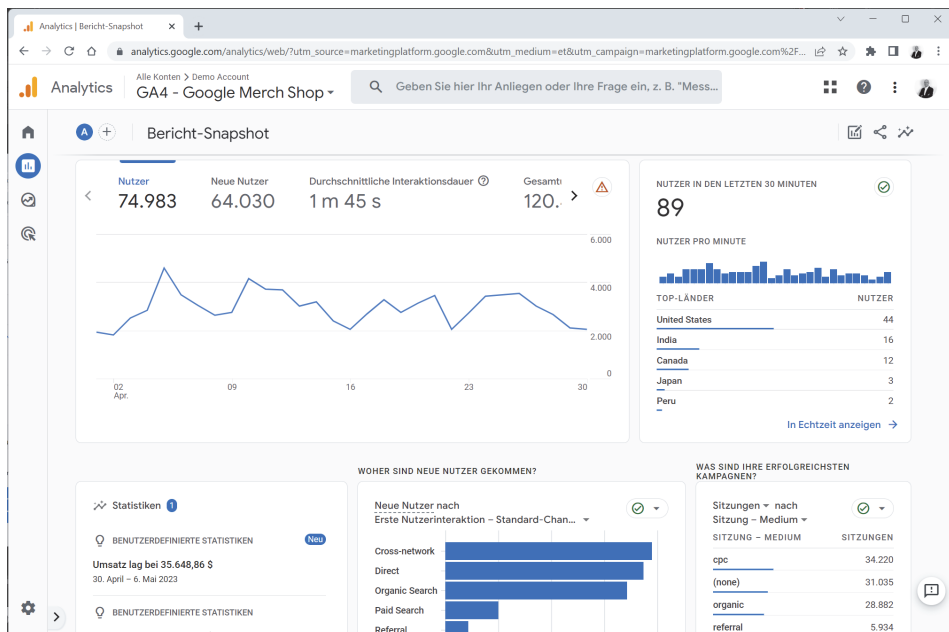 Analytics | Bericht-Snapshot
analytics.google.com/analytics/web/?utm_source=marketingplatform.google.com&utm_medium=et&utm_campaign=marketingplatform.google.com%2F...
Analytics
Alle Konten > Demo Account
GA4 - Google Merch Shop
Geben Sie hier Ihr Anliegen oder Ihre Frage ein, z. B. "Mess...
A
Bericht-Snapshot
Nutzer
74.983
Neue Nutzer
64.030
Durchschnittliche Interaktionsdauer
1 m 45 s
Gesamt
120.
6.000
4.000
2.000
0
02
Apr.
09
16
23
30
NUTZER IN DEN LETZTEN 30 MINUTEN
89
NUTZER PRO MINUTE
TOP-LÄNDER NUTZER
United States 44
India 16
Canada 12
Japan 3
Peru 2
In Echtzeit anzeigen
Statistiken 1
BENUTZERDEFINIERTE STATISTIKEN Neu
Umsatz lag bei 35.648,86 $
30. April – 6. Mai 2023
BENUTZERDEFINIERTE STATISTIKEN
WOHER SIND NEUE NUTZER GEKOMMEN?
Neue Nutzer nach
Erste Nutzerinteraktion – Standard-Chan...
Cross-network
Direct
Organic Search
Paid Search
Referral
WAS SIND IHRE ERFOLGREICHSTEN
KAMPAGNEN?
Sitzungen nach
Sitzung – Medium
SITZUNG – MEDIUM SITZUNGEN
cpc 34.220
(none) 31.035
organic 28.882
referral 5.934